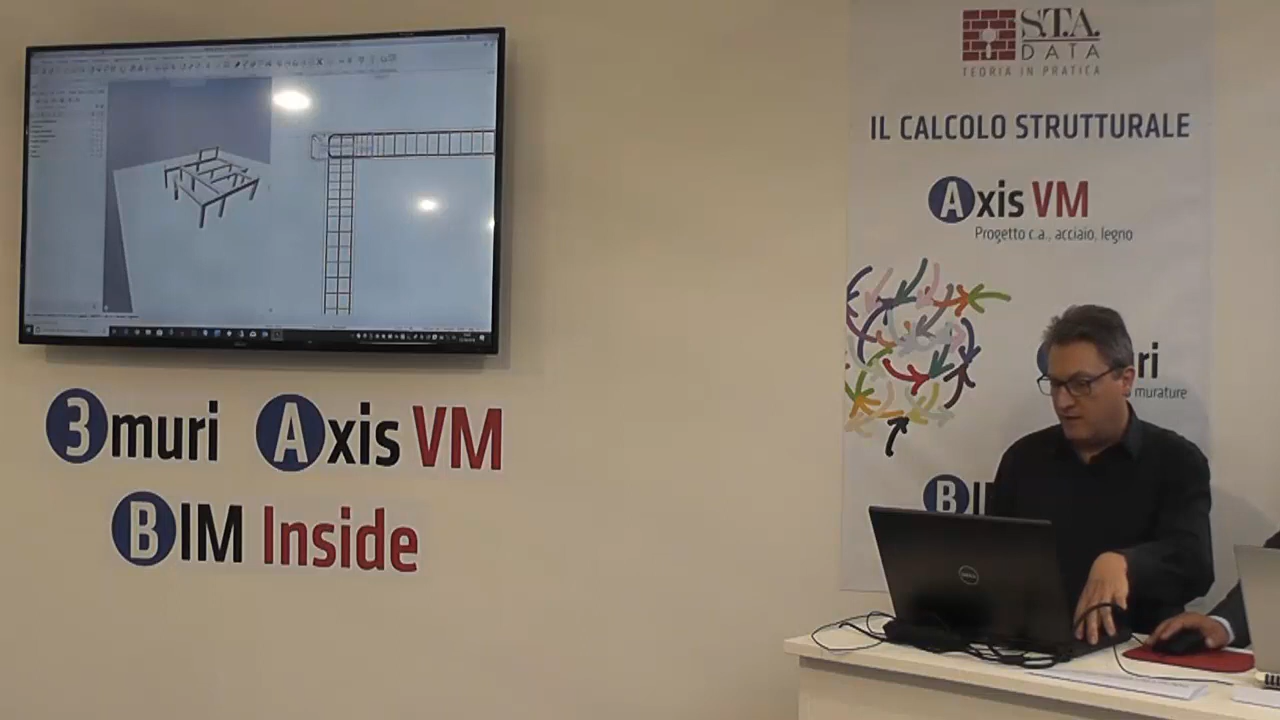 3muri Axis VM
BIM Inside
S.T.A.
DATA
TEORIA IN PRATICA
IL CALCOLO STRUTTURALE
Axis VM
Progetto c.a., acciaio, legno
ri
murature
BI
DELL